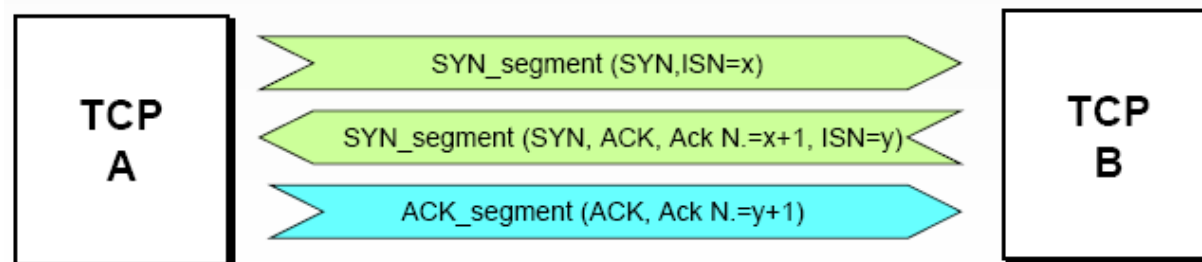 TCP
A
SYN_segment (SYN,ISN=x)
SYN_segment (SYN, ACK, Ack N.=x+1, ISN=y)
ACK_segment (ACK, Ack N.=y+1)
TCP
B